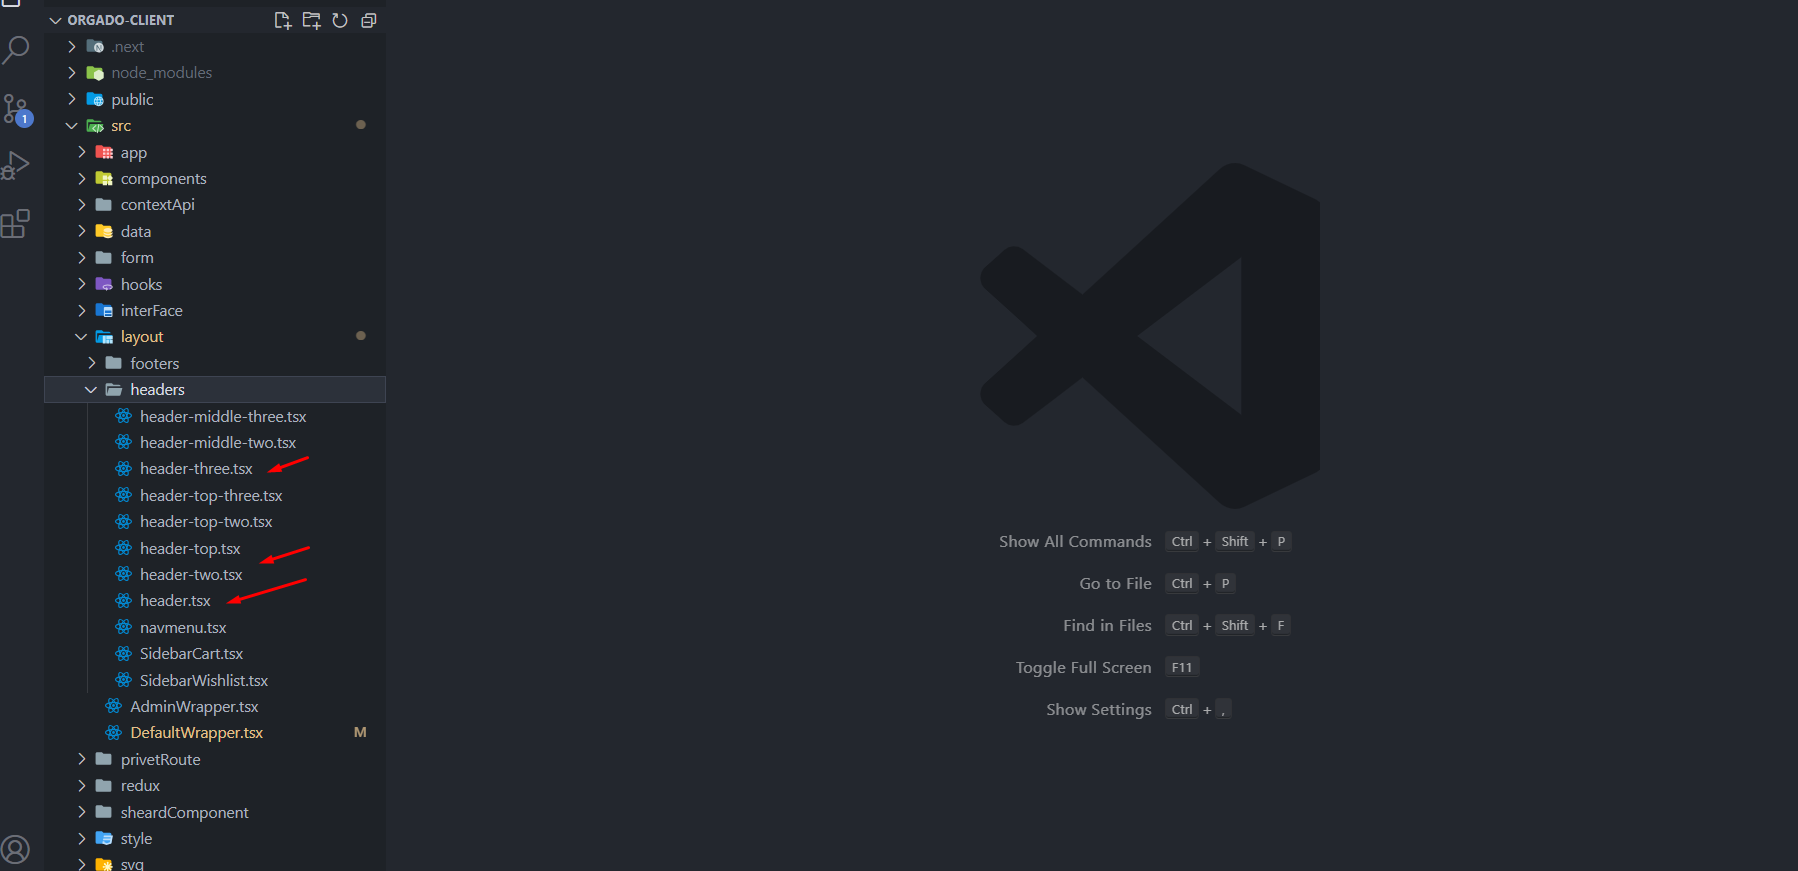 ORGADO-CLIENT
.next
node_modules
public
src
app
components
contextApi
data
form
hooks
interFace
layout
footers
headers
header-middle-three.tsx
header-middle-two.tsx
header-three.tsx
header-top-three.tsx
header-top-two.tsx
header-top.tsx
header-two.tsx
header.tsx
navmenu.tsx
SidebarCart.tsx
SidebarWishlist.tsx
AdminWrapper.tsx
DefaultWrapper.tsx M
privetRoute
redux
sheardComponent
style
svg
1
Show All Commands Ctrl + Shift + P
Go to File Ctrl + P
Find in Files Ctrl + Shift + F
Toggle Full Screen F11
Show Settings Ctrl + ,